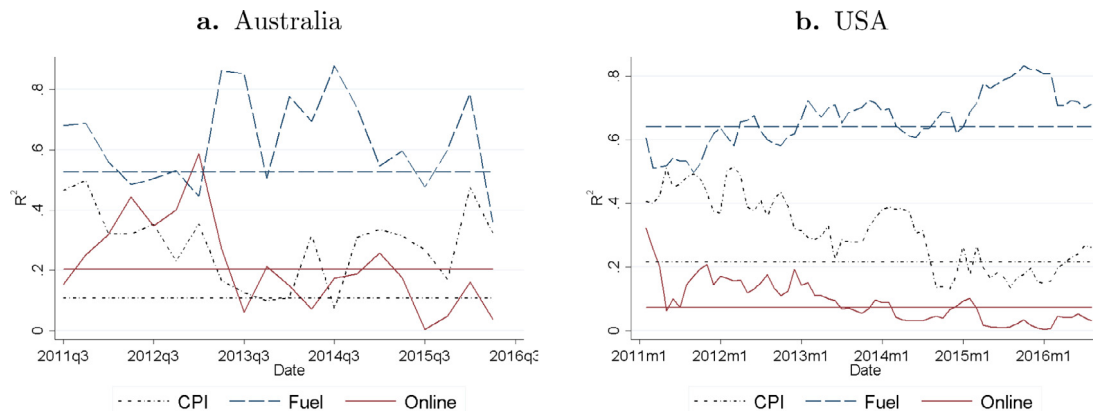 a. Australia
R²
.8
.6
.4
.2
0
2011q3 2012q3 2013q3 2014q3 2015q3 2016q3
Date
CPI Fuel Online
b. USA
R²
.8
.6
.4
.2
0
2011m1 2012m1 2013m1 2014m1 2015m1 2016m1
Date
CPI Fuel Online